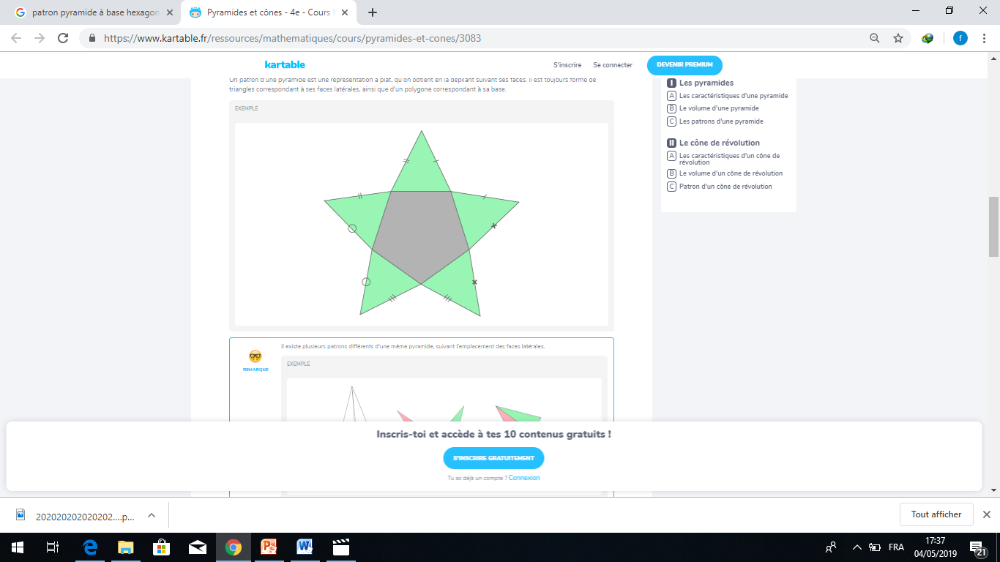 patron pyramide à base hexagon
Pyramides et cônes - 4e - Cours
https://www.kartable.fr/ressources/mathematiques/cours/pyramides-et-cones/3083
f
kartable
S'inscrire
Se connecter
DEVENIR PREMIUM
Un patron d'une pyramide est une représentation à plat, qu'on obtient en la dépliant suivant ses faces. Il est toujours formé de
triangles correspondant à ses faces latérales, ainsi que d'un polygone correspondant à sa base.
EXEMPLE
I Les pyramides
A Les caractéristiques d'une pyramide
B Le volume d'une pyramide
C Les patrons d'une pyramide
II Le cône de révolution
A Les caractéristiques d'un cône de
révolution
B Le volume d'un cône de révolution
C Patron d'un cône de révolution
REMARQUE
Il existe plusieurs patrons différents d'une même pyramide, suivant l'emplacement des faces latérales.
EXEMPLE
Inscris-toi et accède à tes 10 contenus gratuits !
S'INSCRIRE GRATUITEMENT
Tu as déjà un compte ? Connexion
202020202020202....p...
Tout afficher
FRA
17:37
04/05/2019
21